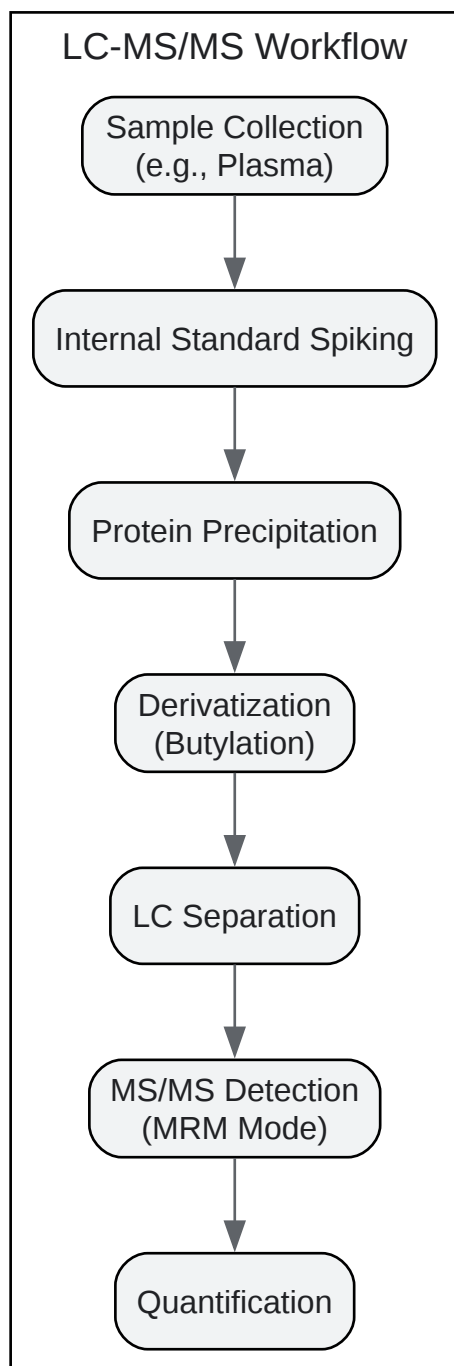 LC-MS/MS Workflow
Sample Collection
(e.g., Plasma)
Internal Standard Spiking
Protein Precipitation
Derivatization
(Butylation)
LC Separation
MS/MS Detection
(MRM Mode)
Quantification